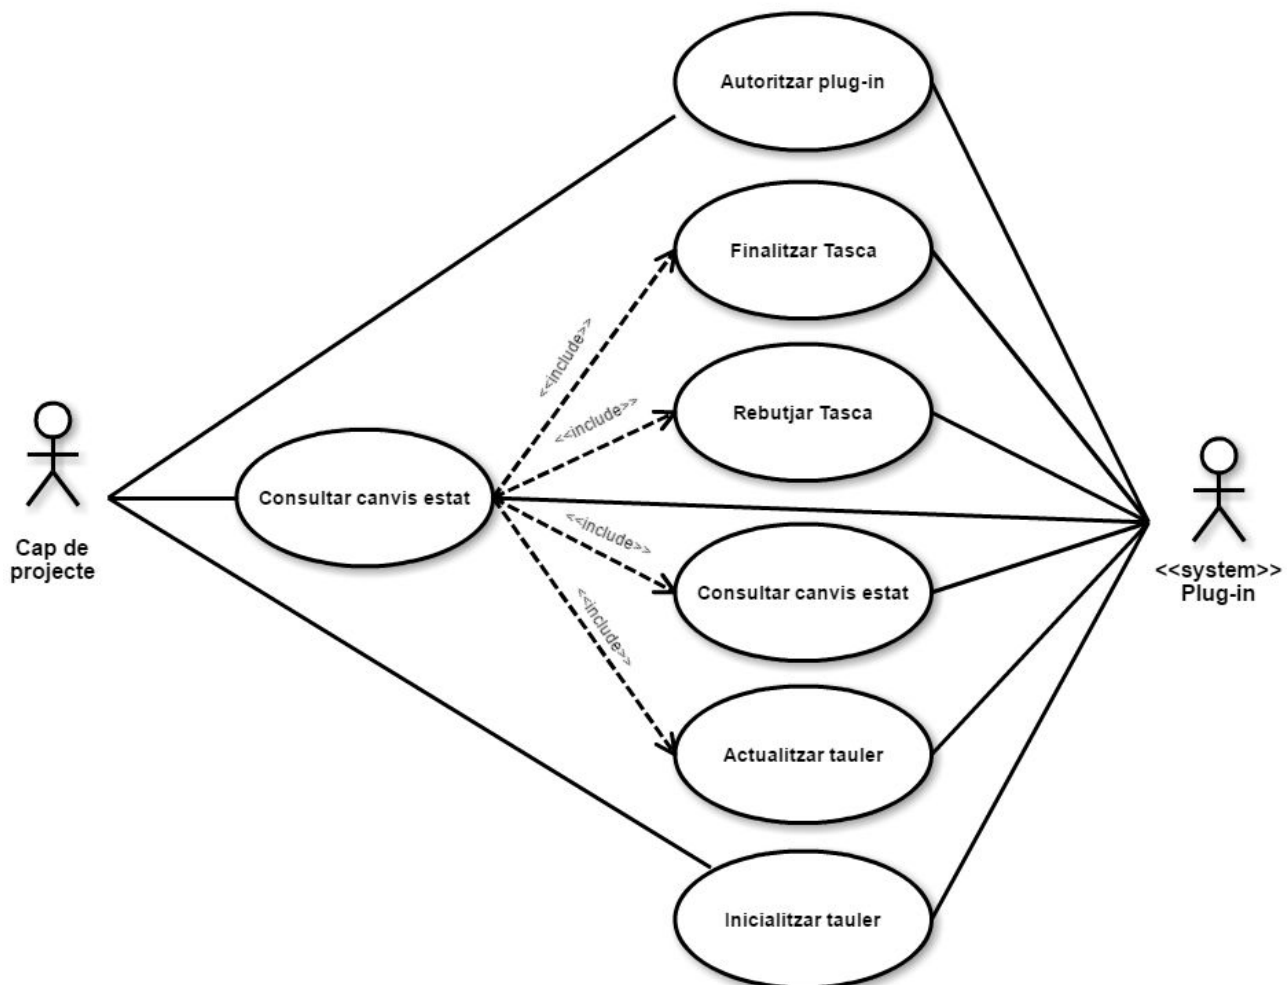 Autoritzar plug-in
Finalitzar Tasca
<<include>>
Rebutjar Tasca
<<include>>
Consultar canvis estat
Cap de
projecte
<<include>>
<<system>>
Plug-in
Consultar canvis estat
<<include>>
Actualitzar tauler
Inicialitzar tauler